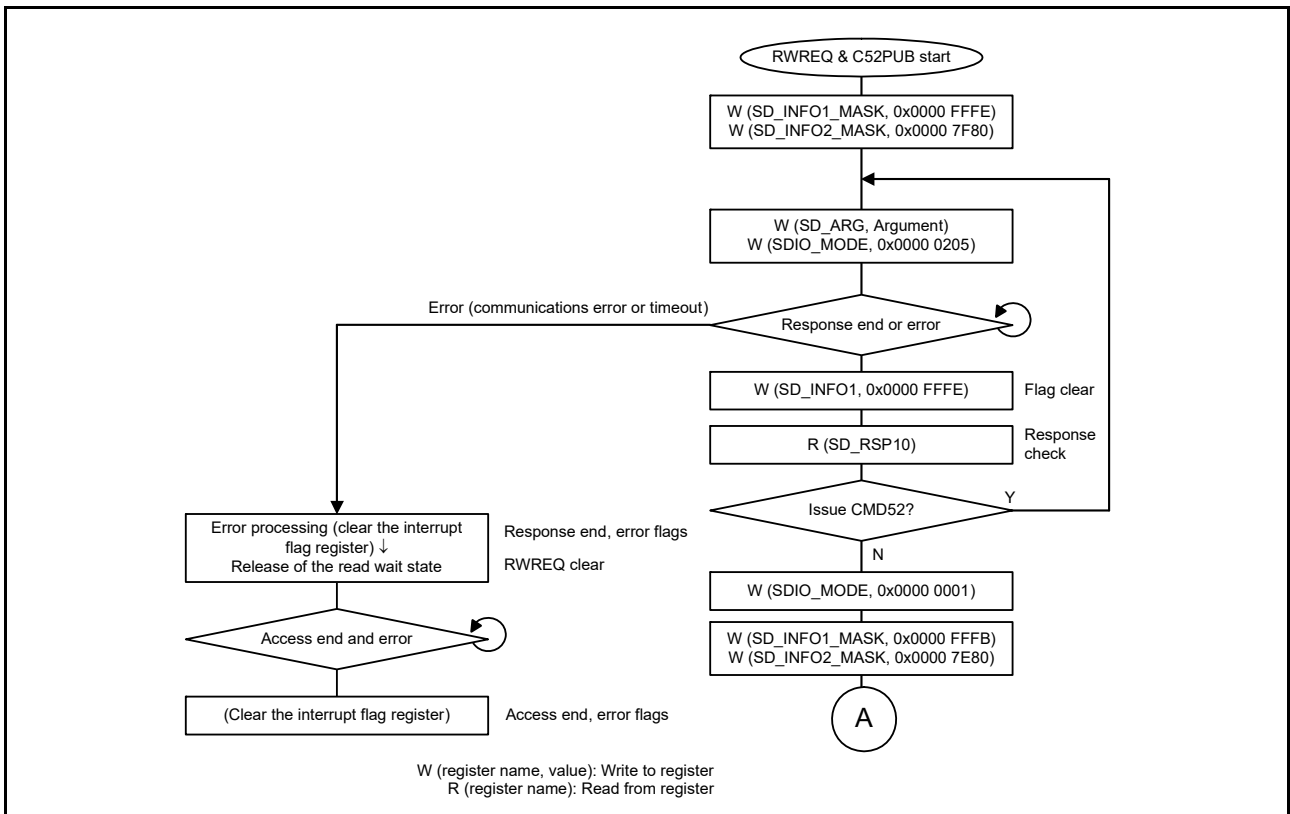 RWREQ & C52PUB start
W (SD_INFO1_MASK, 0x0000 FFFE)
W (SD_INFO2_MASK, 0x0000 7F80)
W (SD_ARG, Argument)
W (SDIO_MODE, 0x0000 0205)
Error (communications error or timeout)
Response end or error
W (SD_INFO1, 0x0000 FFFE)
Flag clear
R (SD_RSP10)
Response
check
Issue CMD52?
Y
N
Error processing (clear the interrupt
flag register) ↓
Release of the read wait state
Response end, error flags
RWREQ clear
W (SDIO_MODE, 0x0000 0001)
Access end and error
W (SD_INFO1_MASK, 0x0000 FFFB)
W (SD_INFO2_MASK, 0x0000 7E80)
(Clear the interrupt flag register)
Access end, error flags
A
W (register name, value): Write to register
R (register name): Read from register